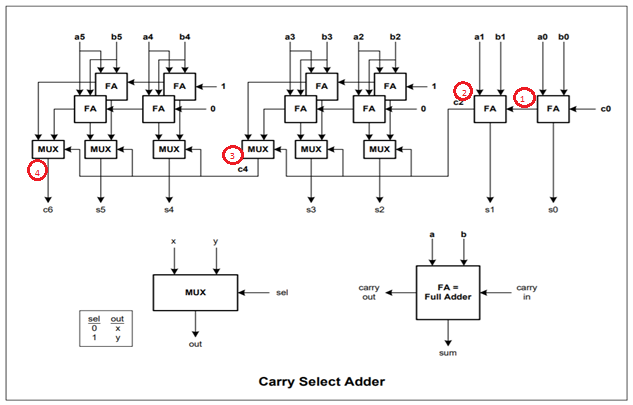 a5 b5 a4 b4 a3 b3 a2 b2 a1 b1 a0 b0
FA FA 1 FA FA 1
FA FA 0 FA FA 0 2 c2 FA 1 FA c0
MUX MUX MUX 3 MUX MUX MUX
4 c4
c6 s5 s4 s3 s2 s1 s0
x y a b
MUX sel carry out FA = Full Adder carry in
sel out
0 x
1 y
out sum
Carry Select Adder